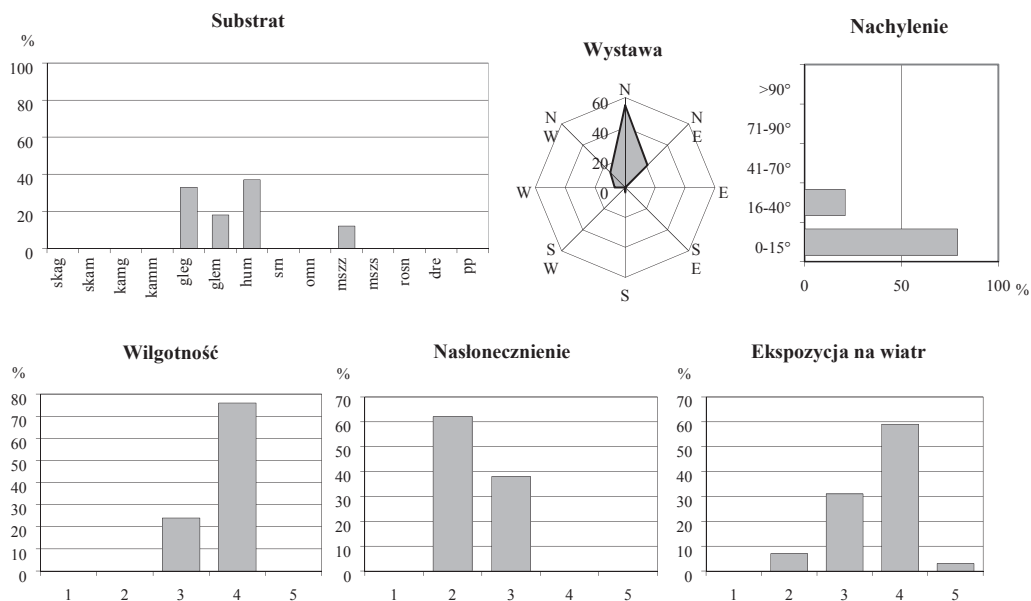 Substrat
%
100
80
60
40
20
0
skag
skam
kamg
kamm
gleg
glem
hum
srn
omn
mszz
mszs
rosn
dre
pp
Wystawa
N
N E
E
S E
S
S W
W
N W
60
40
20
0
Nachylenie
>90°
71-90°
41-70°
16-40°
0-15°
0 50 100 %
Wilgotność
%
80
70
60
50
40
30
20
10
0
1 2 3 4 5
Nasłonecznienie
%
70
60
50
40
30
20
10
0
1 2 3 4 5
Ekspozycja na wiatr
%
70
60
50
40
30
20
10
0
1 2 3 4 5